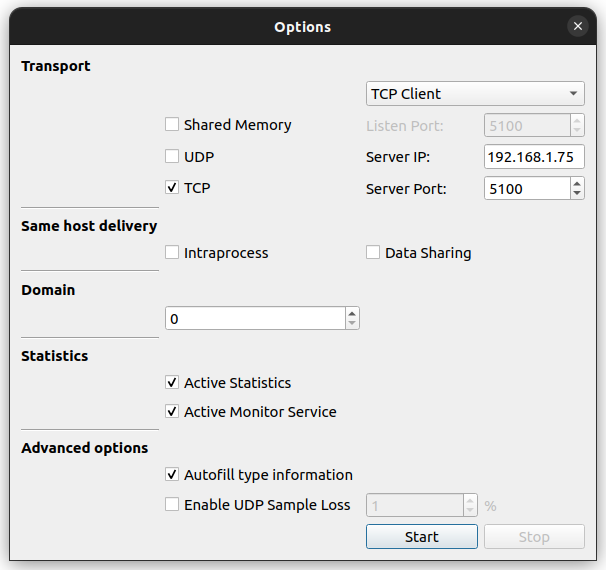 Options
Transport
TCP Client
Shared Memory Listen Port: 5100
UDP Server IP: 192.168.1.75
TCP Server Port: 5100
Same host delivery
Intraprocess Data Sharing
Domain
0
Statistics
Active Statistics
Active Monitor Service
Advanced options
Autofill type information
Enable UDP Sample Loss 1 %
Start Stop